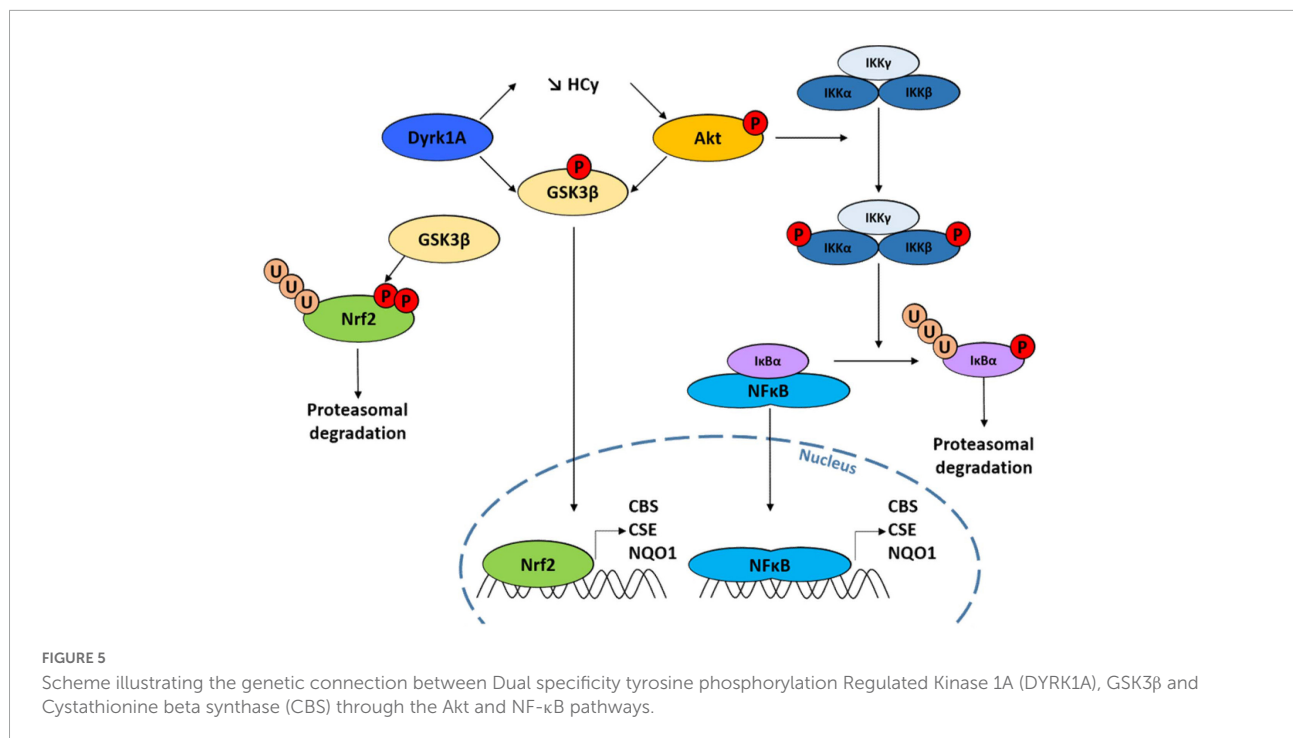 IKKγ
IKKα
IKKβ
↘ HCy
Dyrk1A
Akt
P
P
GSK3β
IKKγ
P
IKKα
IKKβ
P
GSK3β
U
U
U
P
P
Nrf2
U
U
U
P
IκBα
IκBα
NFκB
Proteasomal
degradation
Proteasomal
degradation
Nucleus
CBS
CSE
NQO1
Nrf2
CBS
CSE
NQO1
NFκB
FIGURE 5
Scheme illustrating the genetic connection between Dual specificity tyrosine phosphorylation Regulated Kinase 1A (DYRK1A), GSK3β and
Cystathionine beta synthase (CBS) through the Akt and NF-κB pathways.